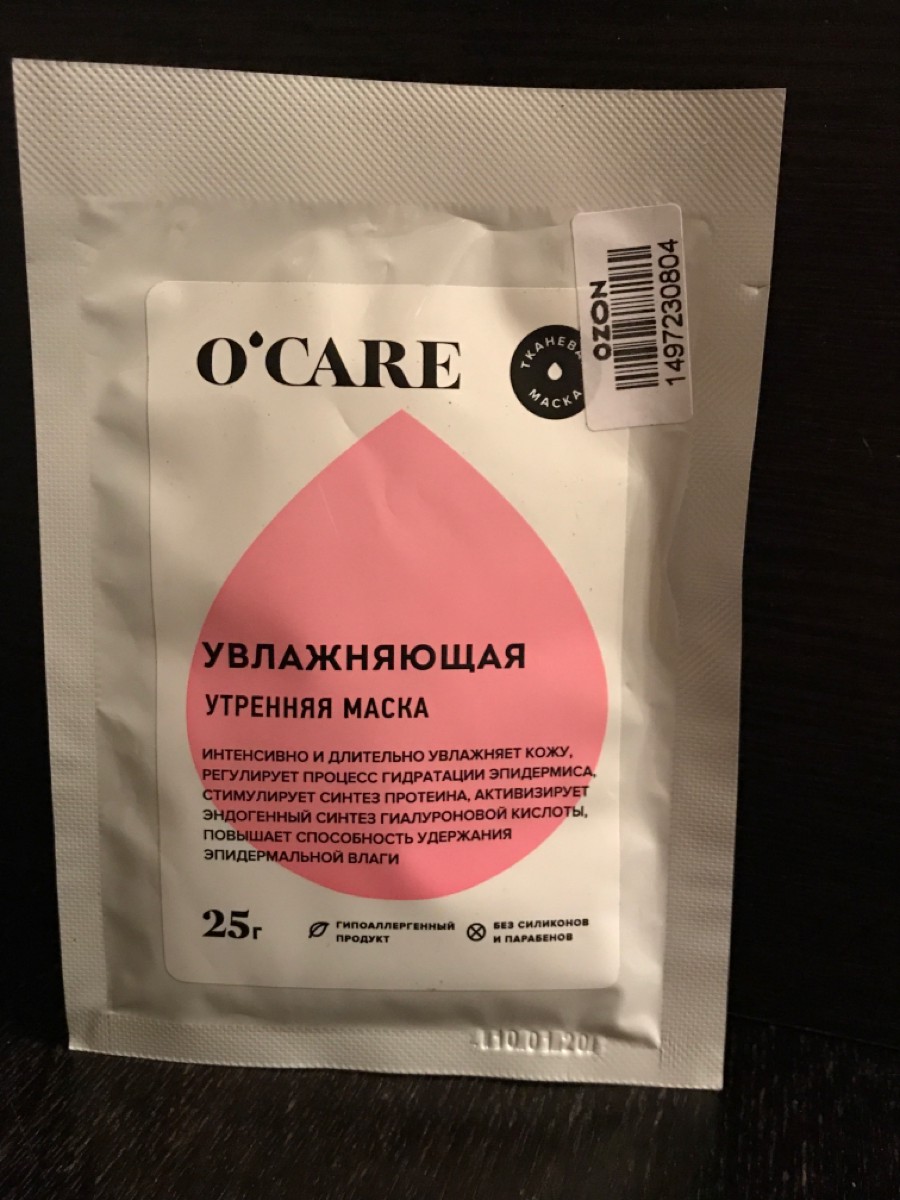 O'CARE
ТКАНЕВА
МАСКА
OZON
1497230804
УВЛАЖНЯЮЩАЯ
УТРЕННЯЯ МАСКА
ИНТЕНСИВНО И ДЛИТЕЛЬНО УВЛАЖНЯЕТ КОЖУ,
РЕГУЛИРУЕТ ПРОЦЕСС ГИДРАТАЦИИ ЭПИДЕРМИСА,
СТИМУЛИРУЕТ СИНТЕЗ ПРОТЕИНА, АКТИВИЗИРУЕТ
ЭНДОГЕННЫЙ СИНТЕЗ ГИАЛУРОНОВОЙ КИСЛОТЫ,
ПОВЫШАЕТ СПОСОБНОСТЬ УДЕРЖАНИЯ
ЭПИДЕРМАЛЬНОЙ ВЛАГИ
25г
ГИПОАЛЛЕРГЕННЫЙ
ПРОДУКТ
БЕЗ СИЛИКОНОВ
И ПАРАБЕНОВ